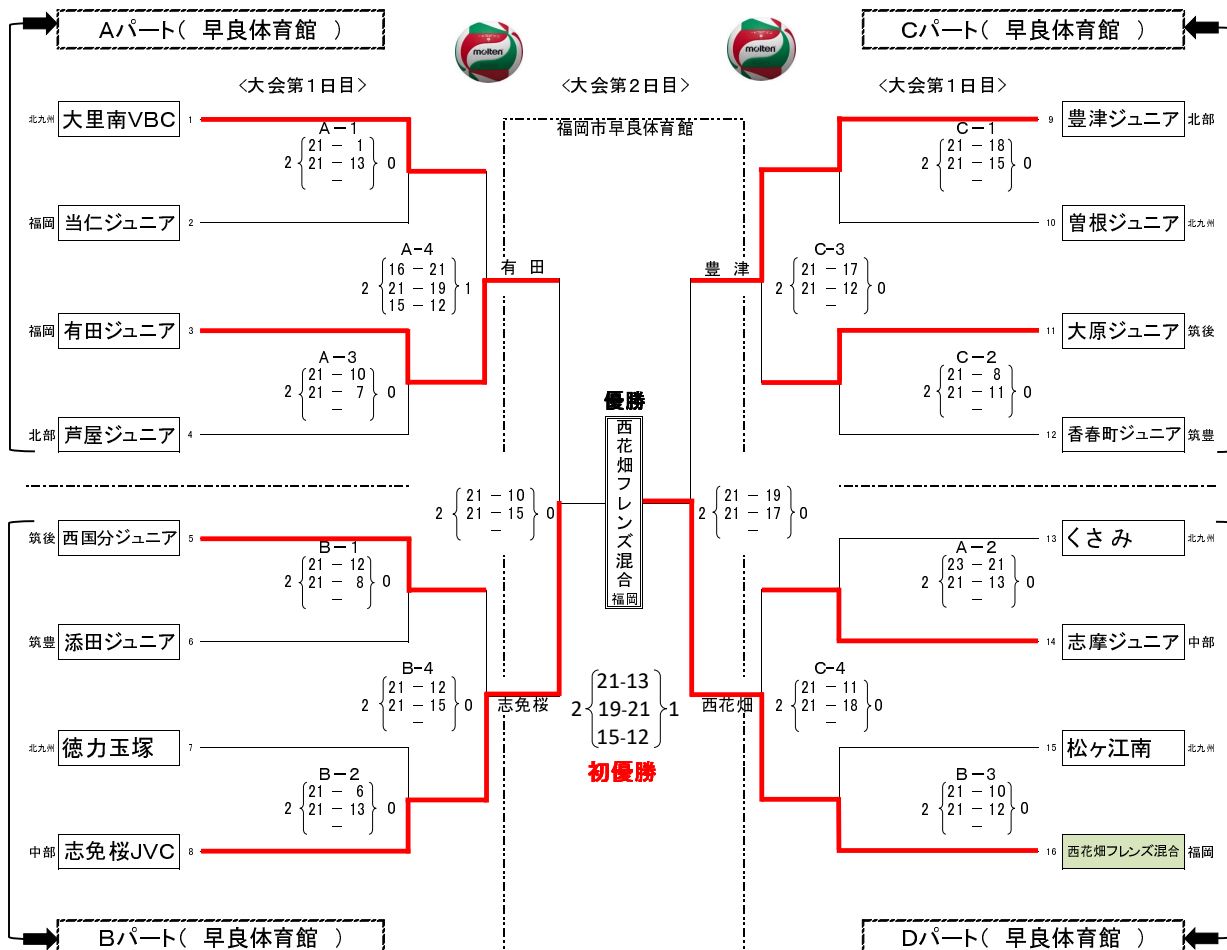 Aパート( 早良体育館 )
Cパート( 早良体育館 )
molten
molten
<大会第1日目>
<大会第2日目>
<大会第1日目>
福岡市早良体育館
北九州 大里南VBC 1
A-1
2 21 - 1 0
21 - 13
-
福岡 当仁ジュニア 2
A-4
16 - 21
2 21 - 19 1
15 - 12
有 田
福岡 有田ジュニア 3
A-3
21 - 10
2 21 - 7 0
-
北部 芦屋ジュニア 4
筑後 西国分ジュニア 5
B-1
21 - 12
2 21 - 8 0
-
筑豊 添田ジュニア 6
B-4
21 - 12
2 21 - 15 0
-
志免桜
北九州 徳力玉塚 7
B-2
21 - 6
2 21 - 13 0
-
中部 志免桜JVC 8
Bパート( 早良体育館 )
21 - 10
2 21 - 15 0
-
優勝
西花畑フレンズ混合
福岡
21-13
2 19-21 1
15-12
初優勝
21 - 19
2 21 - 17 0
-
9 豊津ジュニア 北部
C-1
21 - 18
2 21 - 15 0
-
10 曽根ジュニア 北九州
豊 津
C-3
21 - 17
2 21 - 12 0
-
11 大原ジュニア 筑後
C-2
21 - 8
2 21 - 11 0
-
12 香春町ジュニア 筑豊
13 くさみ 北九州
A-2
23 - 21
2 21 - 13 0
-
14 志摩ジュニア 中部
西花畑
C-4
21 - 11
2 21 - 18 0
-
15 松ヶ江南 北九州
B-3
21 - 10
2 21 - 12 0
-
16 西花畑フレンズ混合 福岡
Dパート( 早良体育館 )